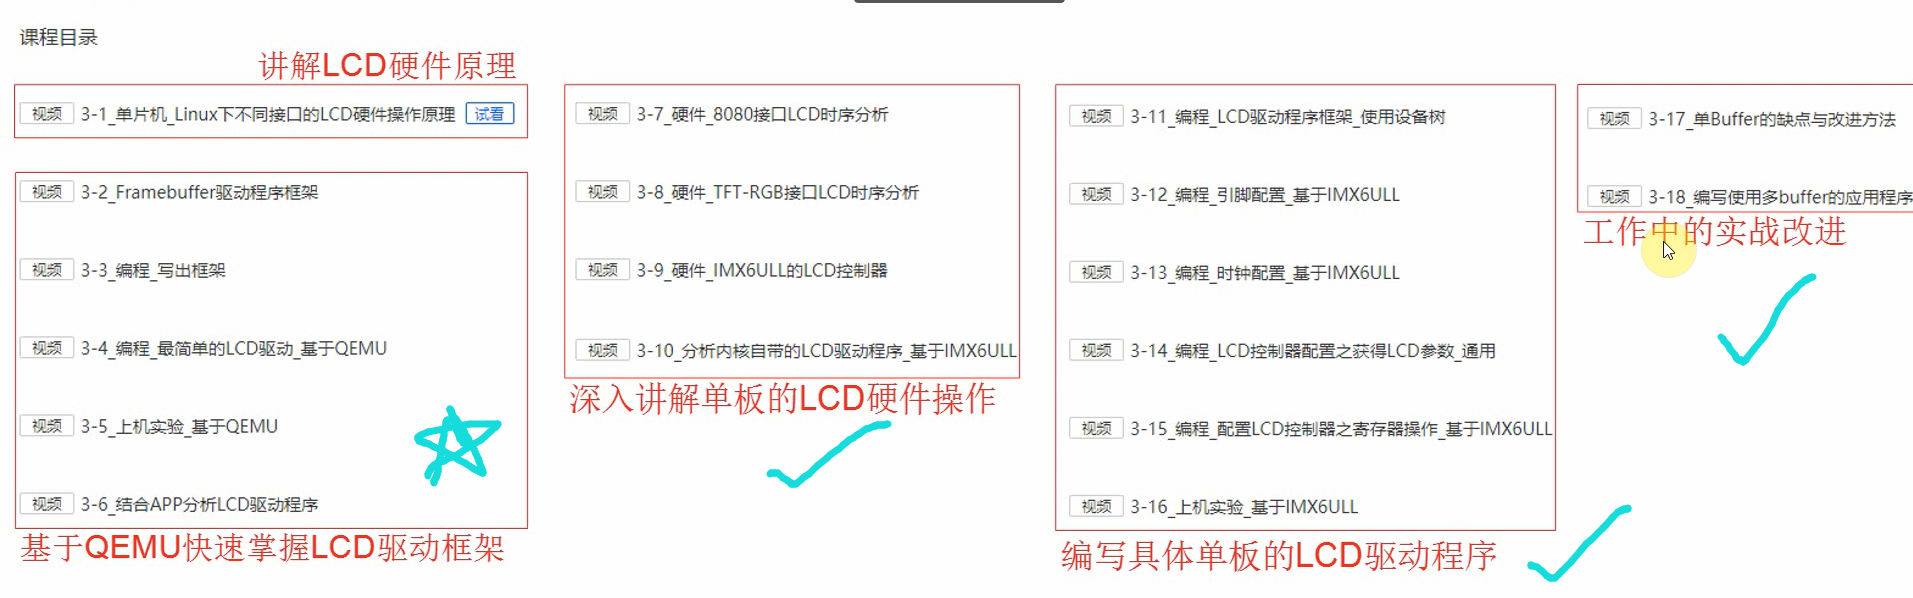 课程目录
讲解LCD硬件原理
视频 3-1_单片机_Linux下不同接口的LCD硬件操作原理 试看
视频 3-2_Framebuffer驱动程序框架
视频 3-3_编程_写出框架
视频 3-4_编程_最简单的LCD驱动_基于QEMU
视频 3-5_上机实验_基于QEMU
视频 3-6_结合APP分析LCD驱动程序
基于QEMU快速掌握LCD驱动框架
视频 3-7_硬件_8080接口LCD时序分析
视频 3-8_硬件_TFT-RGB接口LCD时序分析
视频 3-9_硬件_IMX6ULL的LCD控制器
视频 3-10_分析内核自带的LCD驱动程序_基于IMX6ULL
深入讲解单板的LCD硬件操作
视频 3-11_编程_LCD驱动程序框架_使用设备树
视频 3-12_编程_引脚配置_基于IMX6ULL
视频 3-13_编程_时钟配置_基于IMX6ULL
视频 3-14_编程_LCD控制器配置之获得LCD参数_通用
视频 3-15_编程_配置LCD控制器之寄存器操作_基于IMX6ULL
视频 3-16_上机实验_基于IMX6ULL
编写具体单板的LCD驱动程序
视频 3-17_单Buffer的缺点与改进方法
视频 3-18_编写使用多buffer的应用程序
工作中的实战改进